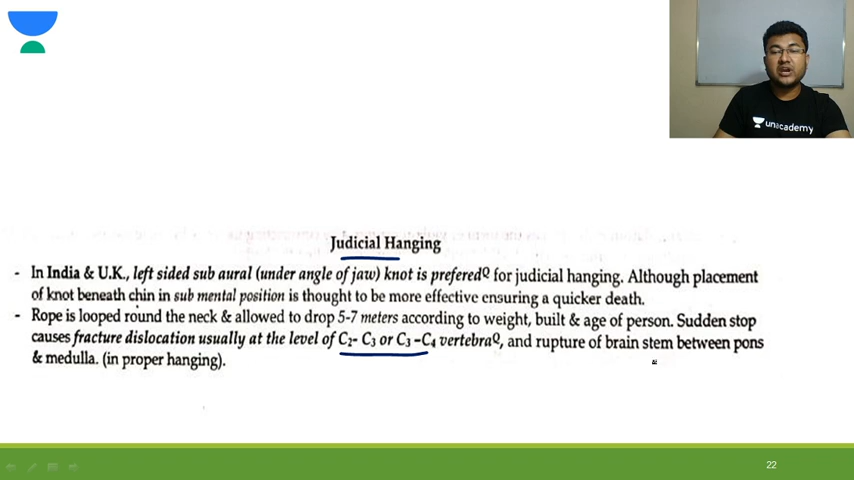 unacademy
Judicial Hanging
- In India & U.K., left sided sub aural (under angle of jaw) knot is preferedQ for judicial hanging. Although placement
of knot beneath chin in sub mental position is thought to be more effective ensuring a quicker death.
- Rope is looped round the neck & allowed to drop 5-7 meters according to weight, built & age of person. Sudden stop
causes fracture dislocation usually at the level of C2- C3 or C3 -C4 vertebraQ, and rupture of brain stem between pons
& medulla. (in proper hanging).
22